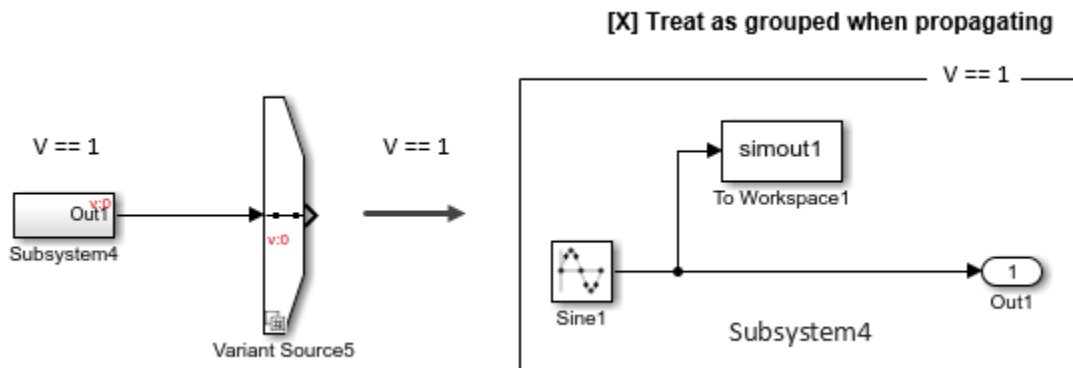 [X] Treat as grouped when propagating
V == 1
V == 1
V == 1
simout1
To Workspace1
v:0
Out1
v:0
Subsystem4
1
Sine1
Out1
Subsystem4
Variant Source5